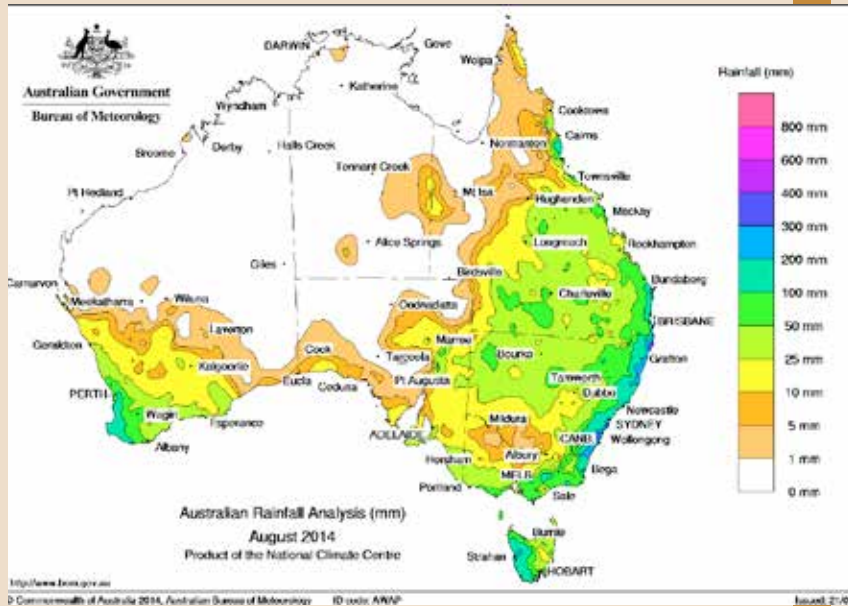 Australian Government
Bureau of Meteorology
DARWIN
Gove
Weipa
Katherine
Wyndham
Cooktown
Cairns
Derby
Halls Creek
Normanton
Broome
Tennant Creek
Townsville
Mt Isa
Hughenden
Pt Hedland
Mackay
Longreach
Rockhampton
Alice Springs
Giles
Birdsville
Bundaberg
Carnarvon
Charleville
Meekatharra
Wiluna
Oodnadatta
BRISBANE
Laverton
Geraldton
Marree
Cook
Bourke
Grafton
Tarcoola
Kalgoorlie
Eucla
Ceduna
Pt Augusta
Tamworth
PERTH
Dubbo
Newcastle
Wagin
Esperance
Mildura
SYDNEY
ADELAIDE
CANB.
Wollongong
Albany
Horsham
Albury
MELB
Bega
Portland
Sale
Burnie
Strahan
HOBART
Rainfall (mm)
800 mm
600 mm
400 mm
300 mm
200 mm
100 mm
50 mm
25 mm
10 mm
5 mm
1 mm
0 mm
Australian Rainfall Analysis (mm)
August 2014
Product of the National Climate Centre
http://www.bom.gov.au
© Commonwealth of Australia 2014, Australian Bureau of Meteorology
ID code: AWAP
Issued: 21/0